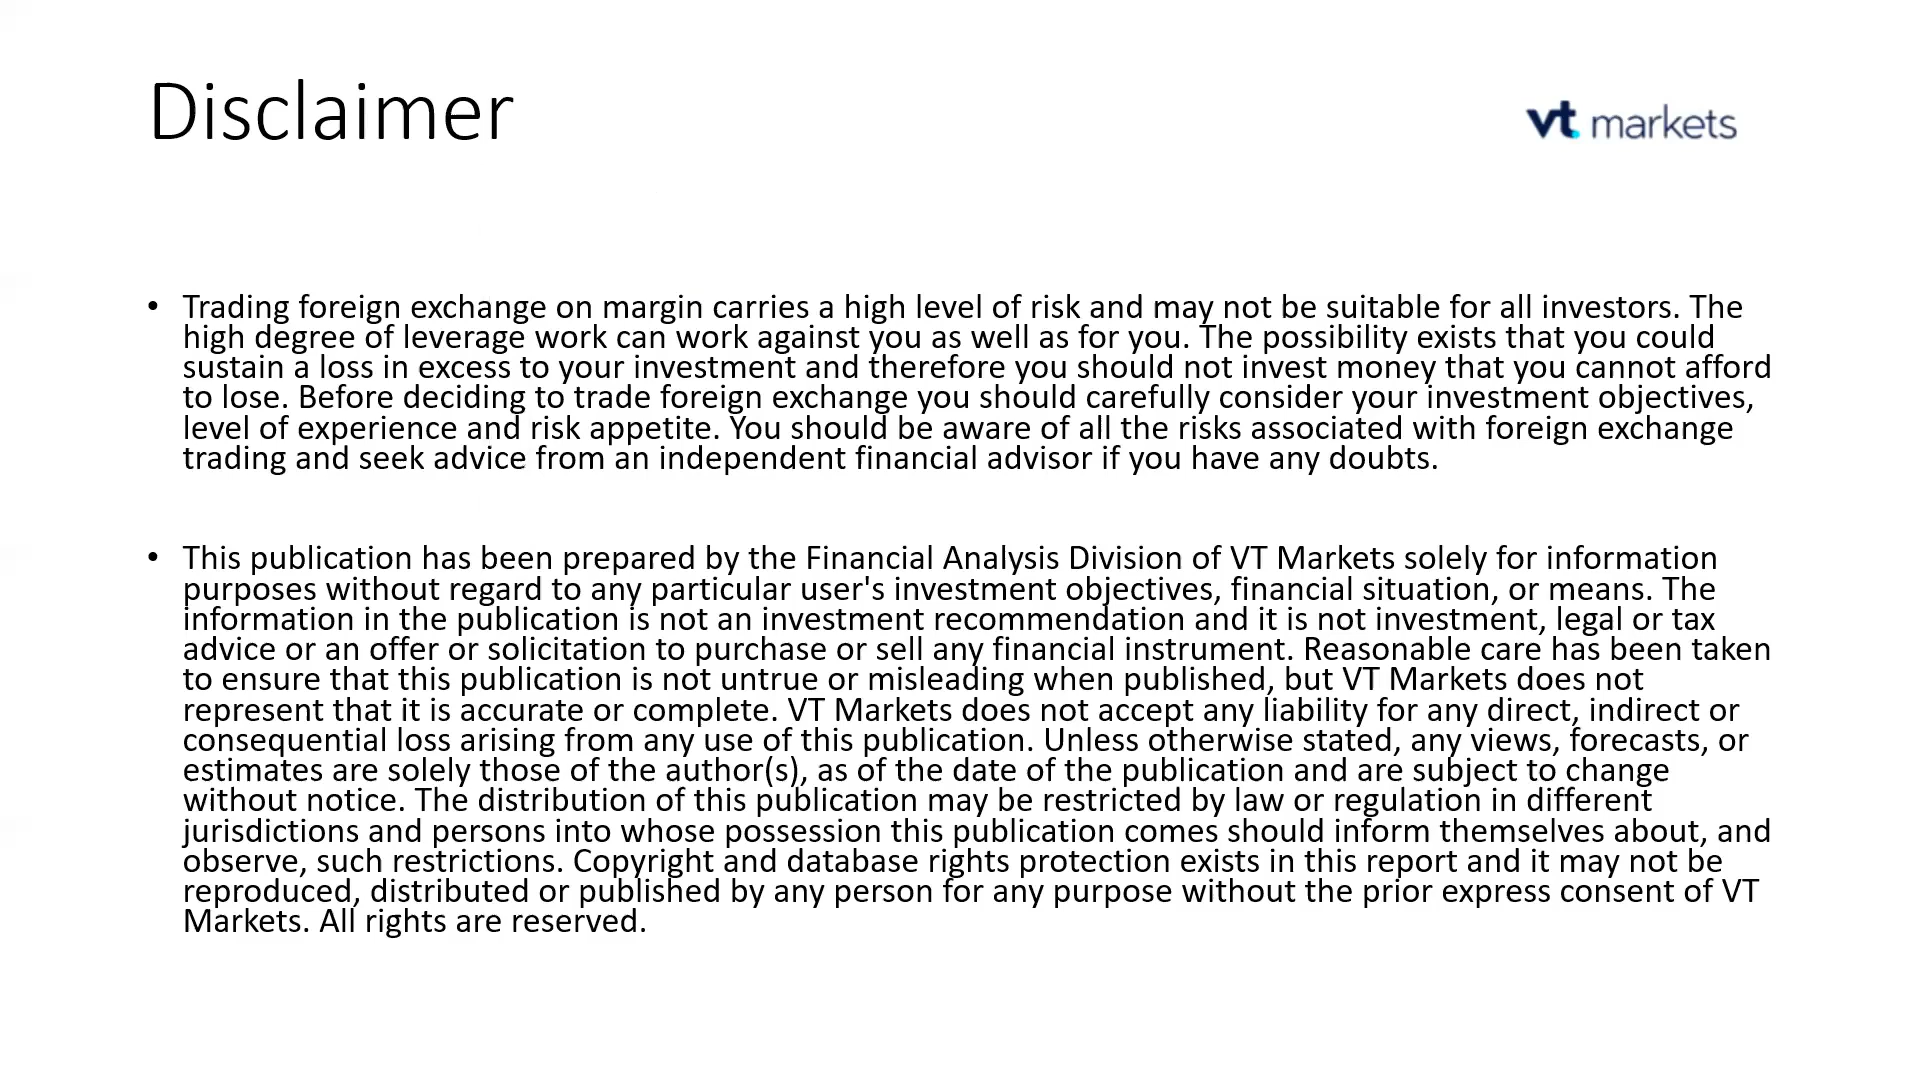 Disclaimer
vt markets
• Trading foreign exchange on margin carries a high level of risk and may not be suitable for all investors. The
high degree of leverage work can work against you as well as for you. The possibility exists that you could
sustain a loss in excess to your investment and therefore you should not invest money that you cannot afford
to lose. Before deciding to trade foreign exchange you should carefully consider your investment objectives,
level of experience and risk appetite. You should be aware of all the risks associated with foreign exchange
trading and seek advice from an independent financial advisor if you have any doubts.
• This publication has been prepared by the Financial Analysis Division of VT Markets solely for information
purposes without regard to any particular user's investment objectives, financial situation, or means. The
information in the publication is not an investment recommendation and it is not investment, legal or tax
advice or an offer or solicitation to purchase or sell any financial instrument. Reasonable care has been taken
to ensure that this publication is not untrue or misleading when published, but VT Markets does not
represent that it is accurate or complete. VT Markets does not accept any liability for any direct, indirect or
consequential loss arising from any use of this publication. Unless otherwise stated, any views, forecasts, or
estimates are solely those of the author(s), as of the date of the publication and are subject to change
without notice. The distribution of this publication may be restricted by law or regulation in different
jurisdictions and persons into whose possession this publication comes should inform themselves about, and
observe, such restrictions. Copyright and database rights protection exists in this report and it may not be
reproduced, distributed or published by any person for any purpose without the prior express consent of VT
Markets. All rights are reserved.